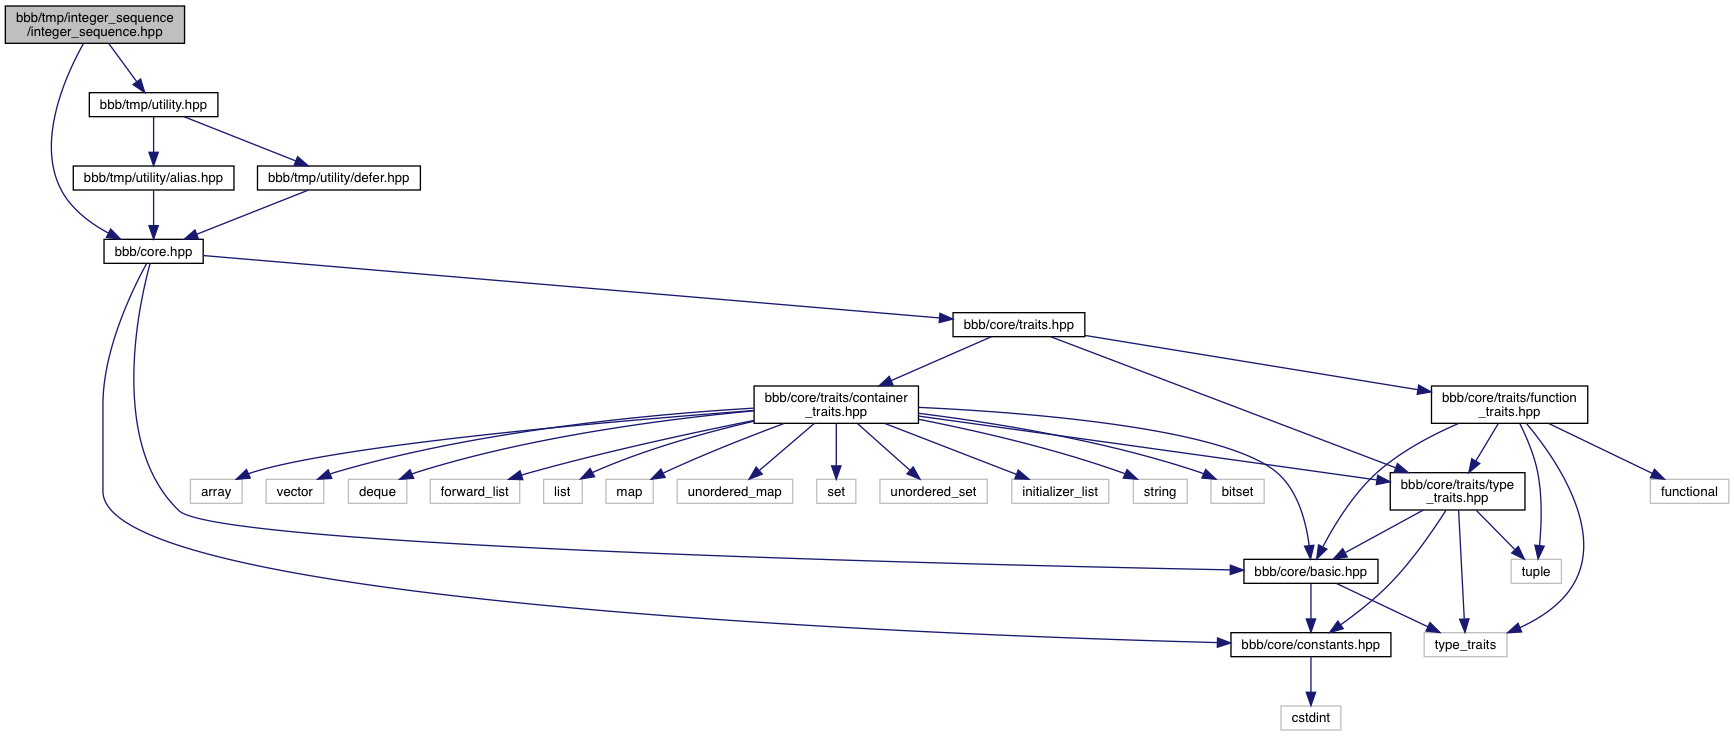 bbb/tmp/integer_sequence
/integer_sequence.hpp
bbb/tmp/utility.hpp
bbb/tmp/utility/alias.hpp
bbb/tmp/utility/defer.hpp
bbb/core.hpp
bbb/core/traits.hpp
bbb/core/traits/container
_traits.hpp
bbb/core/traits/function
_traits.hpp
array
vector
deque
forward_list
list
map
unordered_map
set
unordered_set
initializer_list
string
bitset
bbb/core/traits/type
_traits.hpp
functional
bbb/core/basic.hpp
tuple
bbb/core/constants.hpp
type_traits
cstdint